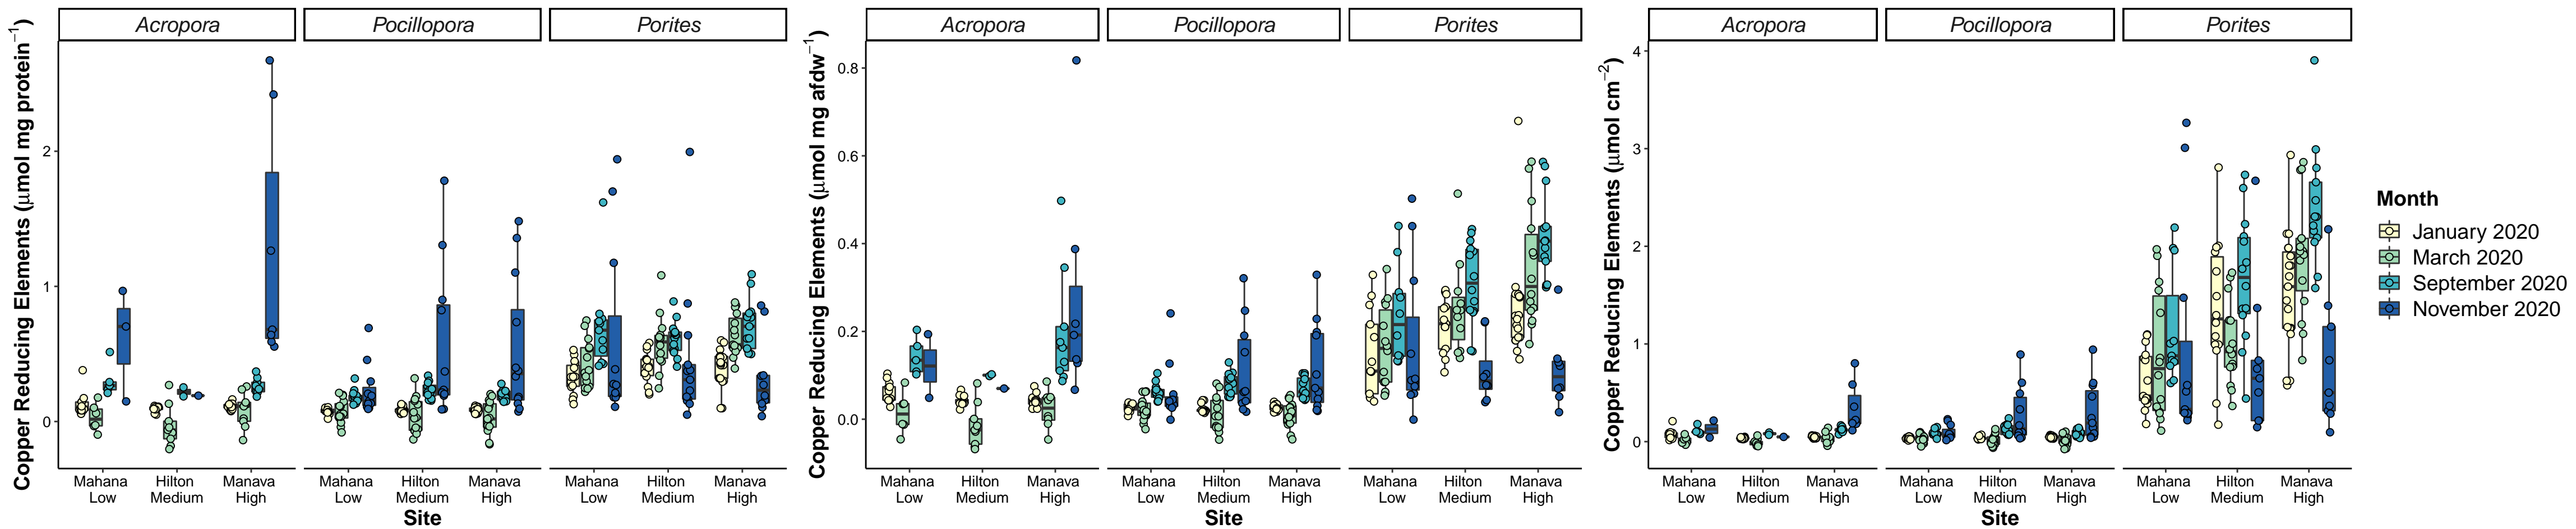 Copper Reducing Elements (μmol mg protein⁻¹)
Acropora
Pocillopora
Porites
2
1
0
Mahana
Low
Hilton
Medium
Manava
High
Mahana
Low
Hilton
Medium
Manava
High
Mahana
Low
Hilton
Medium
Manava
High
Site
Copper Reducing Elements (μmol mg afdw⁻¹)
Acropora
Pocillopora
Porites
0.8
0.6
0.4
0.2
0.0
Mahana
Low
Hilton
Medium
Manava
High
Mahana
Low
Hilton
Medium
Manava
High
Mahana
Low
Hilton
Medium
Manava
High
Site
Copper Reducing Elements (μmol cm⁻²)
Acropora
Pocillopora
Porites
4
3
2
1
0
Mahana
Low
Hilton
Medium
Manava
High
Mahana
Low
Hilton
Medium
Manava
High
Mahana
Low
Hilton
Medium
Manava
High
Site
Month
January 2020
March 2020
September 2020
November 2020